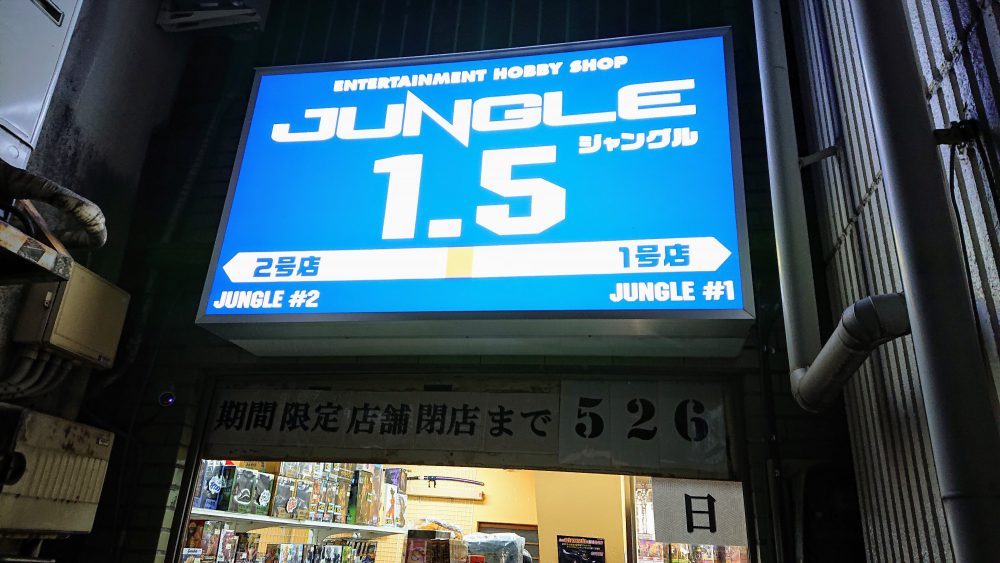 ENTERTAINMENT HOBBY SHOP
JUNGLE
ジャングル
1.5
2号店 1号店
JUNGLE #2 JUNGLE #1
期間限定店舗閉店まで 526
日